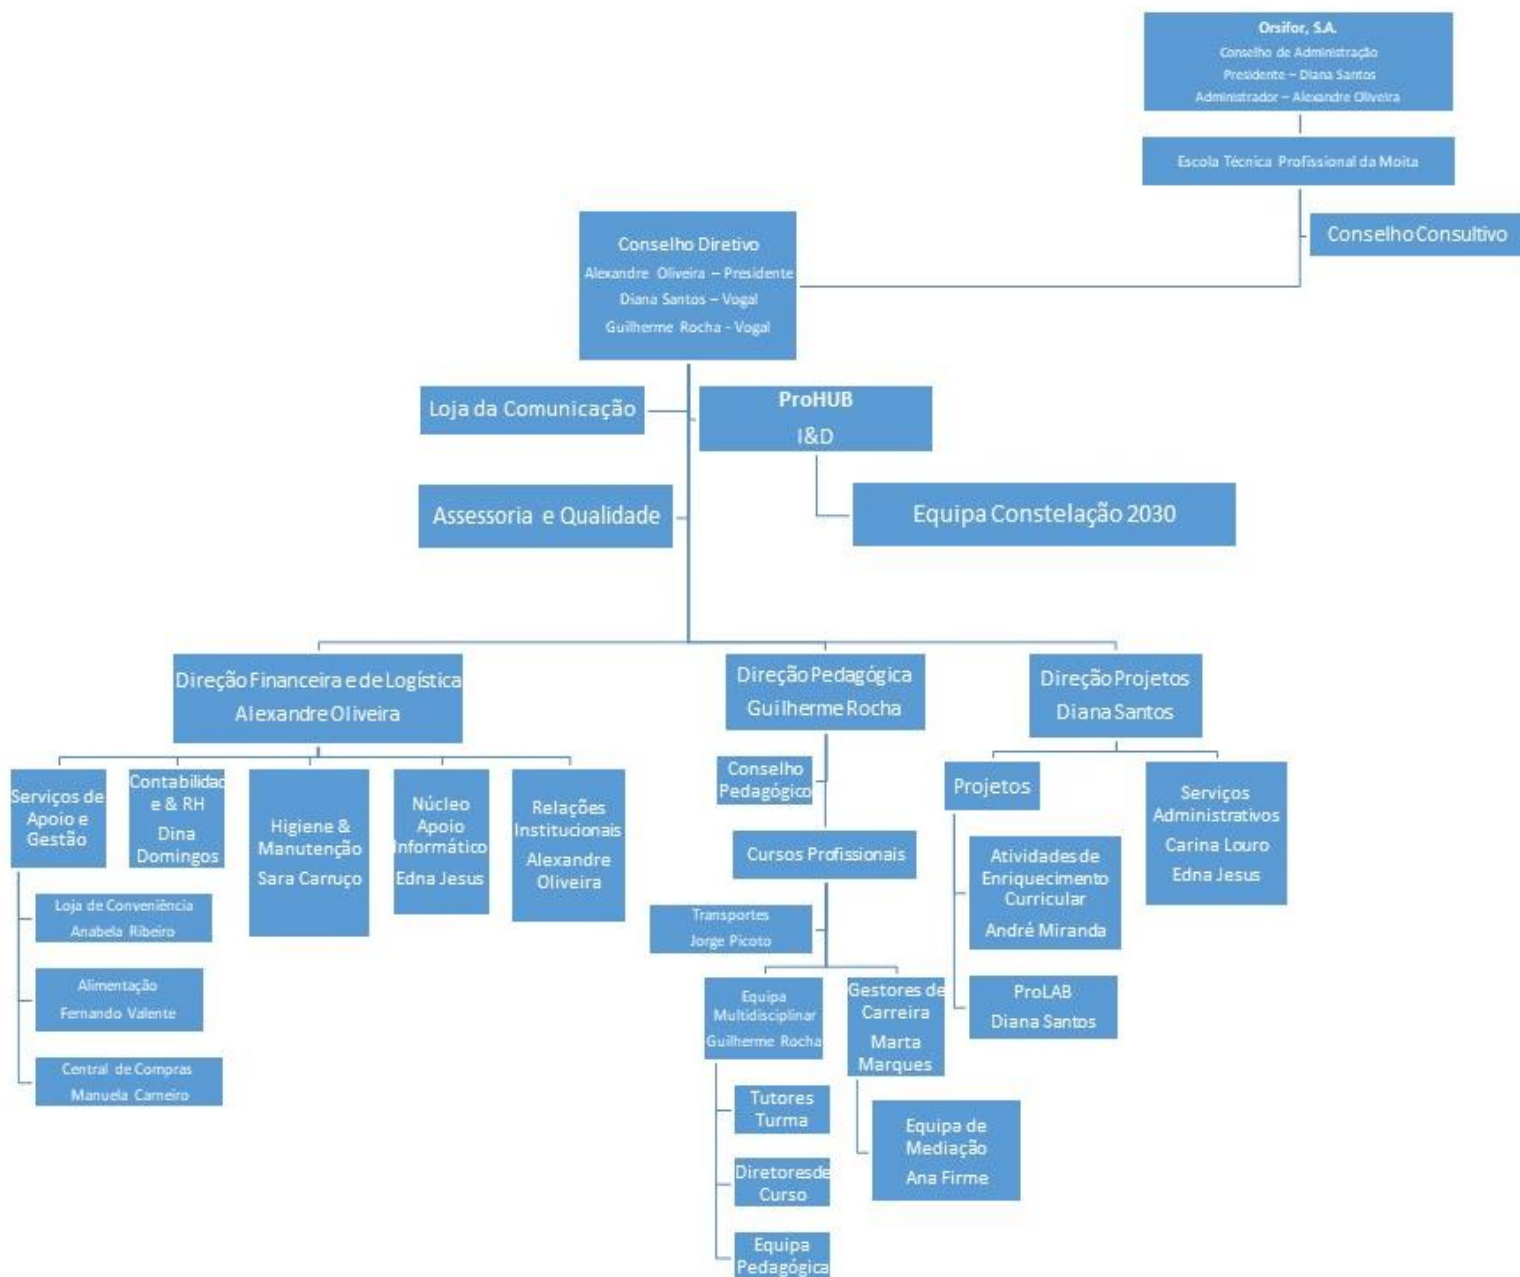 Orsifor, S.A.
Conselho de Administração
Presidente – Diana Santos
Administrador – Alexandre Oliveira
Escola Técnica Profissional da Moita
Conselho Consultivo
Conselho Diretivo
Alexandre Oliveira – Presidente
Diana Santos – Vogal
Guilherme Rocha - Vogal
Loja da Comunicação
ProHUB
I&D
Assessoria e Qualidade
Equipa Constelação 2030
Direção Financeira e de Logística
Alexandre Oliveira
Direção Pedagógica
Guilherme Rocha
Direção Projetos
Diana Santos
Serviços de
Apoio e
Gestão
Contabilidad
e & RH
Dina
Domingos
Higiene &
Manutenção
Sara Carruço
Núcleo
Apoio
Informático
Edna Jesus
Relações
Institucionais
Alexandre
Oliveira
Loja de Conveniência
Anabela Ribeiro
Alimentação
Fernando Valente
Central de Compras
Manuela Carneiro
Conselho
Pedagógico
Cursos Profissionais
Transportes
Jorge Picoto
Equipa
Multidisciplinar
Guilherme Rocha
Gestores de
Carreira
Marta
Marques
Tutores
Turma
Diretores de
Curso
Equipa
Pedagógica
Equipa de
Mediação
Ana Firme
Projetos
Serviços
Administrativos
Carina Louro
Edna Jesus
Atividades de
Enriquecimento
Curricular
André Miranda
ProLAB
Diana Santos